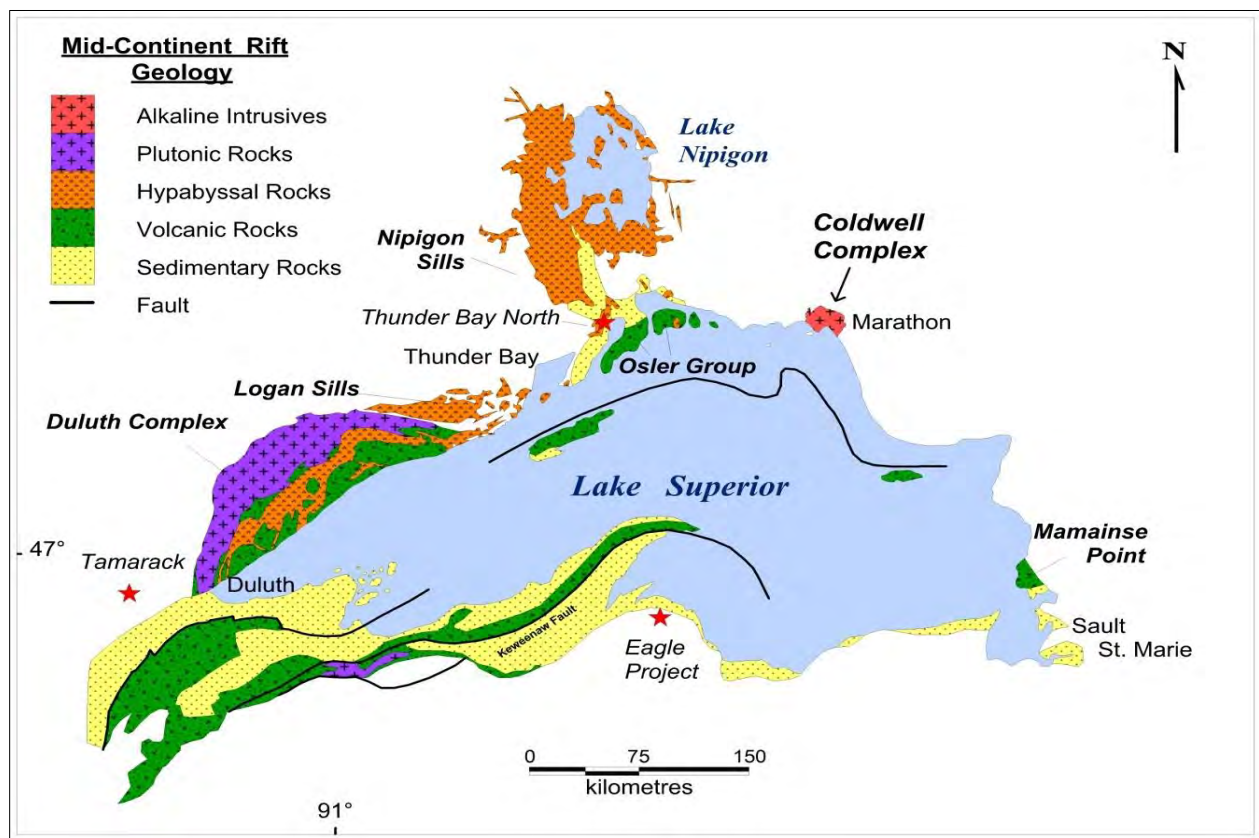 Mid-Continent Rift
Geology
Alkaline Intrusives
Plutonic Rocks
Hypabyssal Rocks
Volcanic Rocks
Sedimentary Rocks
Fault
N
Lake
Nipigon
Nipigon
Sills
Coldwell
Complex
Marathon
Thunder Bay North
Thunder Bay
Osler Group
Logan Sills
Duluth Complex
Lake Superior
47°
Tamarack
Duluth
Mamainse
Point
Keweenaw Fault
Eagle
Project
Sault
St. Marie
0 75 150
kilometres
91°